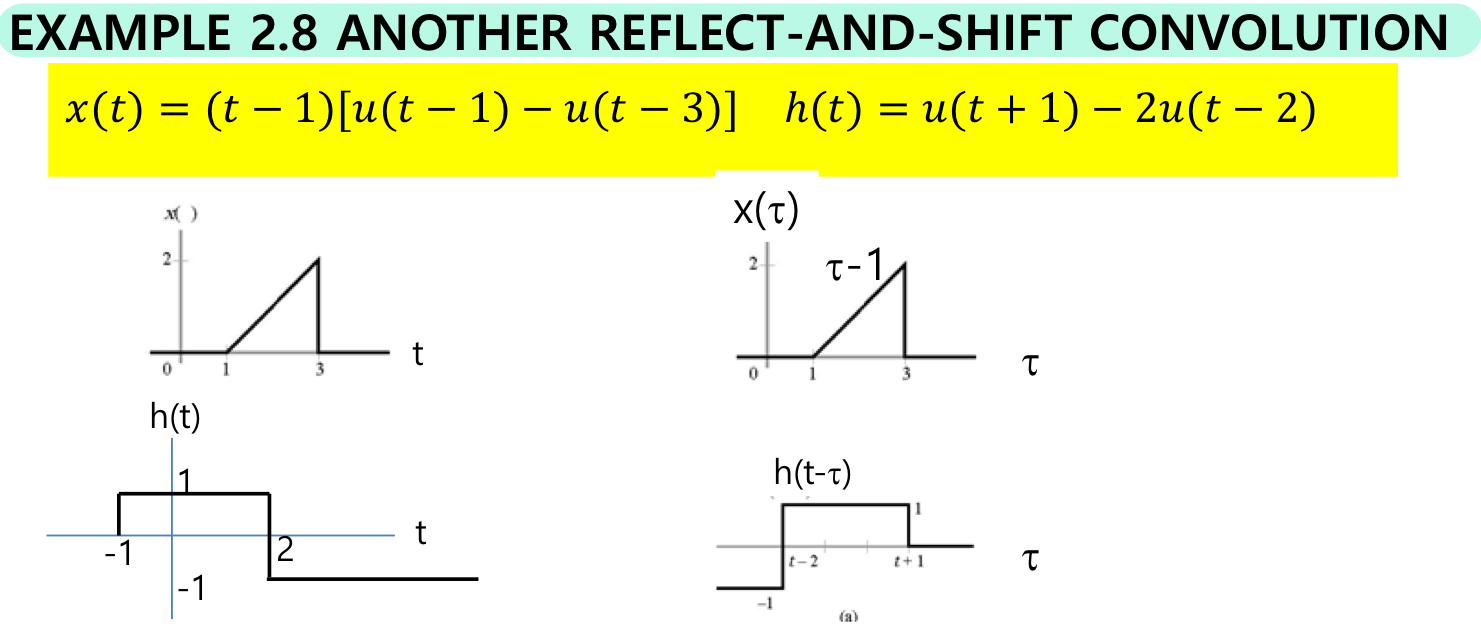 EXAMPLE 2.8 ANOTHER REFLECT-AND-SHIFT CONVOLUTION
x(t) = (t − 1)[u(t − 1) − u(t − 3)] h(t) = u(t + 1) − 2u(t − 2)
x( )
2
0 1 3 t
x(τ)
2 τ-1
0 1 3 τ
h(t)
1
-1 2 t
-1
h(t-τ)
1
t−2 t+1 τ
−1
(a)